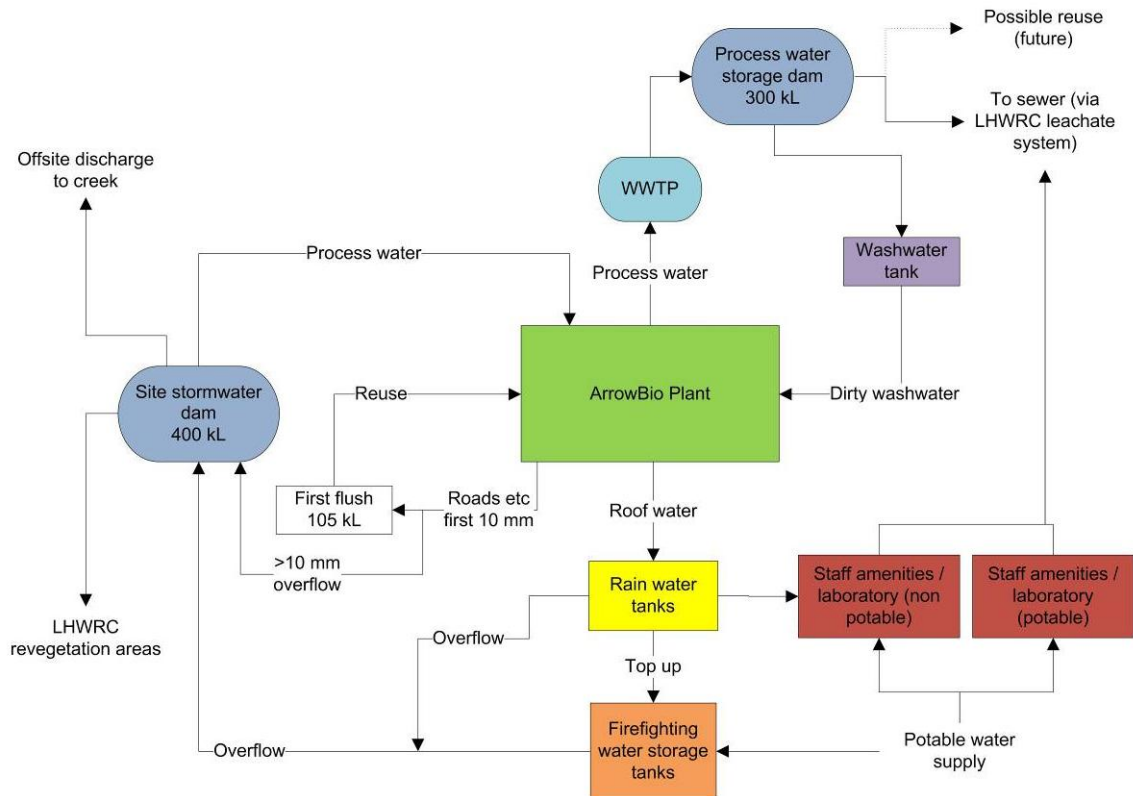 Possible reuse
(future)
Process water
storage dam
300 kL
To sewer (via
LHWRC leachate
system)
Offsite discharge
to creek
WWTP
Process water
Process water
Washwater
tank
Site stormwater
dam
400 kL
Reuse
ArrowBio Plant
Dirty washwater
First flush
105 kL
Roads etc
first 10 mm
Roof water
>10 mm
overflow
Rain water
tanks
Staff amenities /
laboratory (non
potable)
Staff amenities /
laboratory
(potable)
LHWRC
revegetation areas
Overflow
Top up
Overflow
Firefighting
water storage
tanks
Potable water
supply